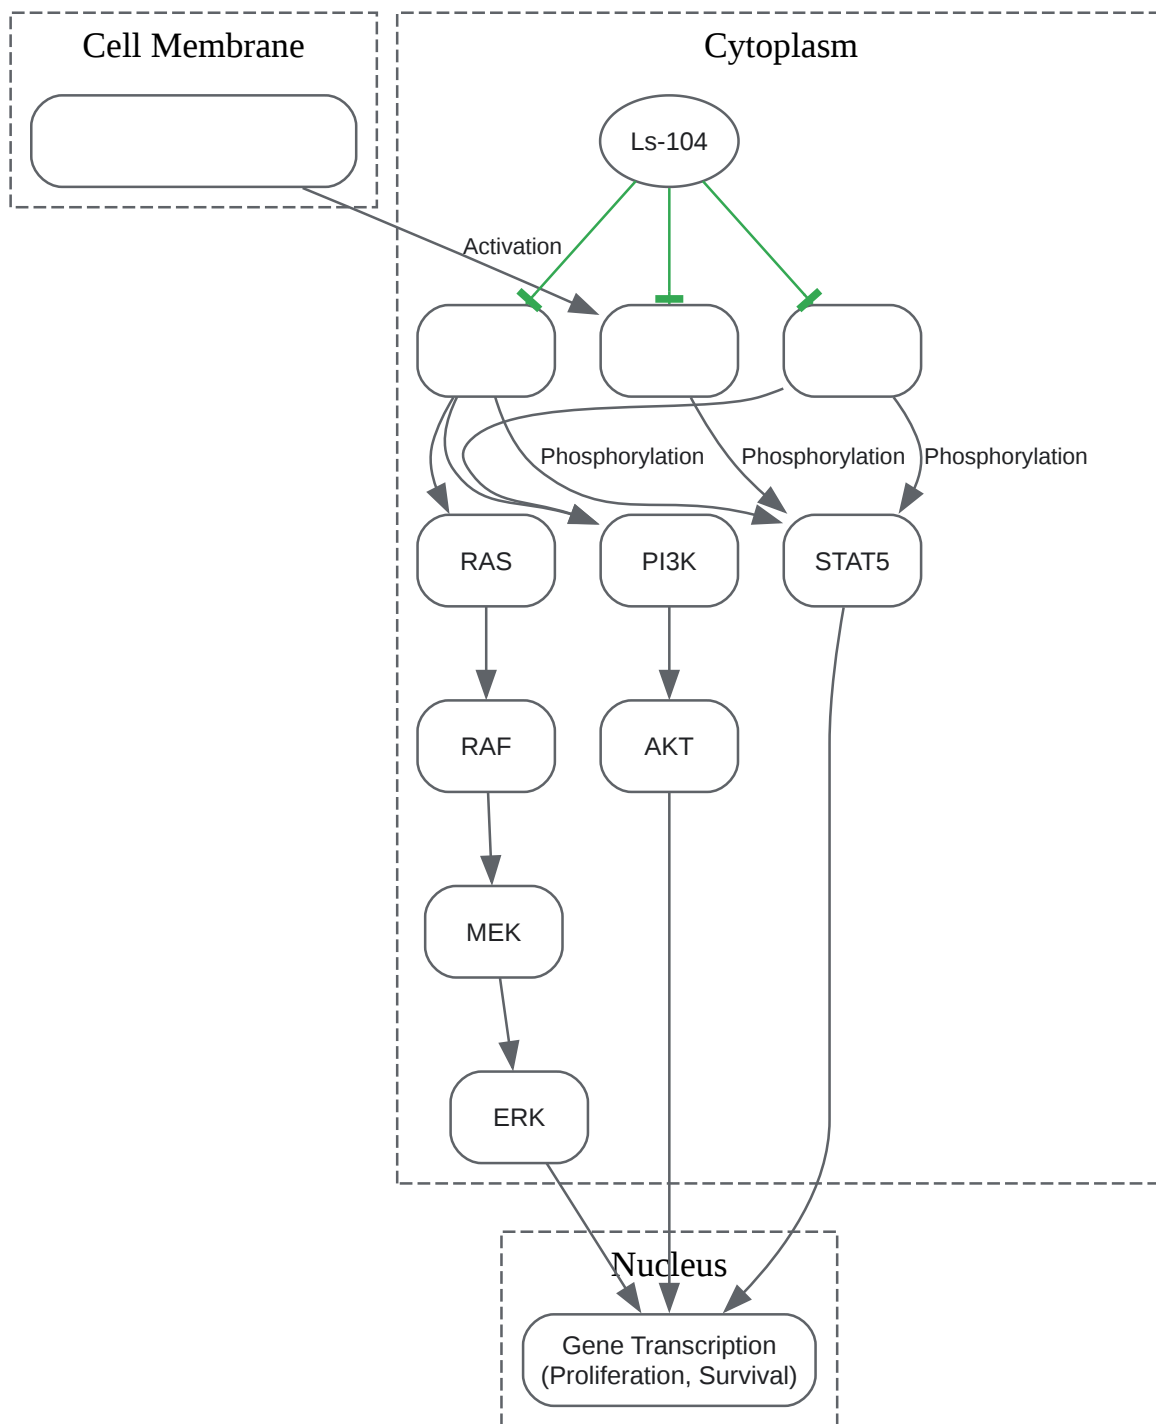 Cell Membrane
Cytoplasm
Ls-104
Activation
Phosphorylation
Phosphorylation
Phosphorylation
RAS
PI3K
STAT5
RAF
AKT
MEK
ERK
Nucleus
Gene Transcription
(Proliferation, Survival)